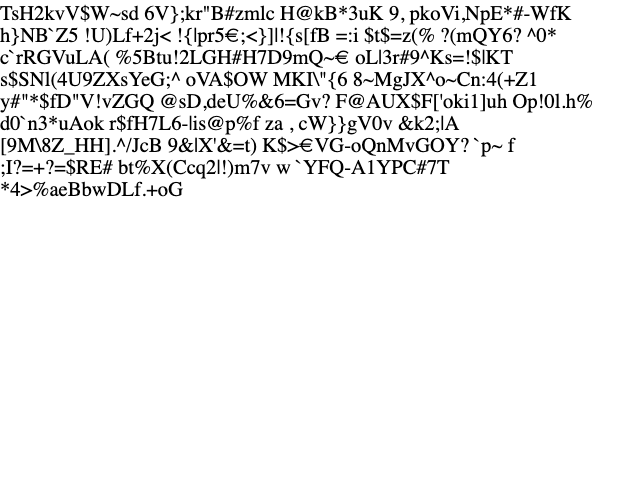 TsH2kvV$W~sd 6V};kr"B#zmlc H@kB*3uK 9, pkoVi,NpE*#-WfK
h}NB`Z5 !U)Lf+2j< !{|pr5€;<}]|!{s[fB =:i $t$=z(% ?(mQY6? ^0*
c`rRGVuLA( %5Btu!2LGH#H7D9mQ~€ oL|3r#9^Ks=!$|KT
s$SNl(4U9ZXsYeG;^ oVA$OW MKI\"{6 8~MgJX^o~Cn:4(+Z1
y#"*$fD"V!vZGQ @sD,deU%&6=Gv? F@AUX$F['oki1]uh Op!0l.h%
d0`n3*uAok r$fH7L6-|is@p%f za , cW}}gV0v &k2;|A
[9M\8Z_HH].^/JcB 9&|X'&=t) K$>€VG-oQnMvGOY? `p~ f
;I?=+?=$RE# bt%X(Ccq2|!)m7v w `YFQ-A1YPC#7T
*4>%aeBbwDLf.+oG